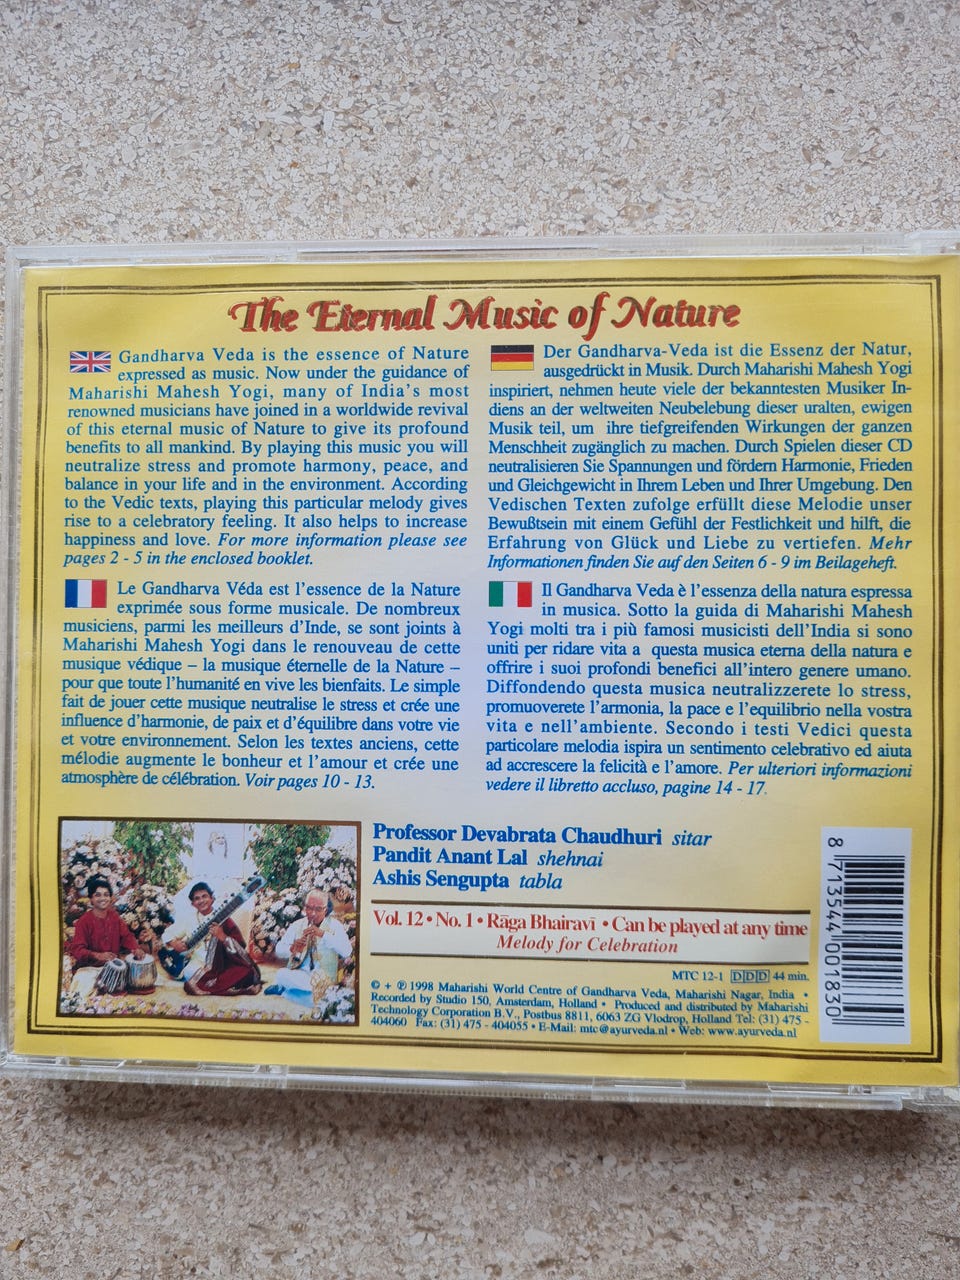 The Eternal Music of Nature
Gandharva Veda is the essence of Nature
expressed as music. Now under the guidance of
Maharishi Mahesh Yogi, many of India's most
renowned musicians have joined in a worldwide revival
of this eternal music of Nature to give its profound
benefits to all mankind. By playing this music you will
neutralize stress and promote harmony, peace, and
balance in your life and in the environment. According
to the Vedic texts, playing this particular melody gives
rise to a celebratory feeling. It also helps to increase
happiness and love. For more information please see
pages 2 - 5 in the enclosed booklet.
Der Gandharva-Veda ist die Essenz der Natur,
ausgedrückt in Musik. Durch Maharishi Mahesh Yogi
inspiriert, nehmen heute viele der bekanntesten Musiker In-
diens an der weltweiten Neubelebung dieser uralten, ewigen
Musik teil, um ihre tiefgreifenden Wirkungen der ganzen
Menschheit zugänglich zu machen. Durch Spielen dieser CD
neutralisieren Sie Spannungen und fördern Harmonie, Frieden
und Gleichgewicht in Ihrem Leben und Ihrer Umgebung. Den
Vedischen Texten zufolge erfüllt diese Melodie unser
Bewußtsein mit einem Gefühl der Festlichkeit und hilft, die
Erfahrung von Glück und Liebe zu vertiefen. Mehr
Informationen finden Sie auf den Seiten 6 - 9 im Beilageheft.
Le Gandharva Véda est l'essence de la Nature
exprimée sous forme musicale. De nombreux
musiciens, parmi les meilleurs d'Inde, se sont joints à
Maharishi Mahesh Yogi dans le renouveau de cette
musique védique – la musique éternelle de la Nature –
pour que toute l'humanité en vive les bienfaits. Le simple
fait de jouer cette musique neutralise le stress et crée une
influence d'harmonie, de paix et d'équilibre dans votre vie
et votre environnement. Selon les textes anciens, cette
mélodie augmente le bonheur et l'amour et crée une
atmosphère de célébration. Voir pages 10 - 13.
Il Gandharva Veda è l'essenza della natura espressa
in musica. Sotto la guida di Maharishi Mahesh
Yogi molti tra i più famosi musicisti dell'India si sono
uniti per ridare vita a questa musica eterna della natura e
offrire i suoi profondi benefici all'intero genere umano.
Diffondendo questa musica neutralizzerete lo stress,
promuoverete l'armonia, la pace e l'equilibrio nella vostra
vita e nell'ambiente. Secondo i testi Vedici questa
particolare melodia ispira un sentimento celebrativo ed aiuta
ad accrescere la felicità e l'amore. Per ulteriori informazioni
vedere il libretto accluso, pagine 14 - 17.
Professor Devabrata Chaudhuri sitar
Pandit Anant Lal shehnai
Ashis Sengupta tabla
Vol. 12 • No. 1 • Rāga Bhairavī • Can be played at any time
Melody for Celebration
MTC 12-1 DDD 44 min.
© + ℗ 1998 Maharishi World Centre of Gandharva Veda, Maharishi Nagar, India •
Recorded by Studio 150, Amsterdam, Holland • Produced and distributed by Maharishi
Technology Corporation B.V., Postbus 8811, 6063 ZG Vlodrop, Holland Tel: (31) 475 -
404060 Fax: (31) 475 - 404055 • E-Mail: mtc@ayurveda.nl • Web: www.ayurveda.nl
8 713544 001830